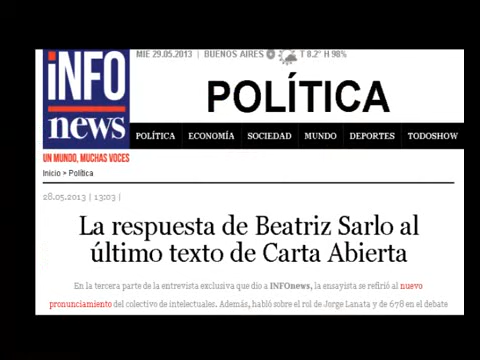 iNFO
news
UN MUNDO, MUCHAS VOCES
MIE 29.05.2013 | BUENOS AIRES T 8.2° H 98%
POLÍTICA
POLÍTICA ECONOMÍA SOCIEDAD MUNDO DEPORTES TODOSHOW
Inicio > Política
28.05.2013 | 13:03 |
La respuesta de Beatriz Sarlo al
último texto de Carta Abierta
En la tercera parte de la entrevista exclusiva que dio a INFOnews, la ensayista se refirió al nuevo
pronunciamiento del colectivo de intelectuales. Además, habló sobre el rol de Jorge Lanata y de 678 en el debate